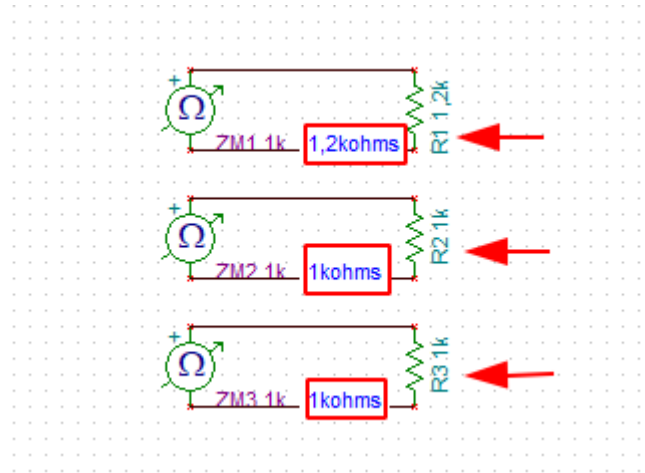 +
Ω
ZM1 1k
1,2kohms
R1 1,2k
+
Ω
ZM2 1k
1kohms
R2 1k
+
Ω
ZM3 1k
1kohms
R3 1k